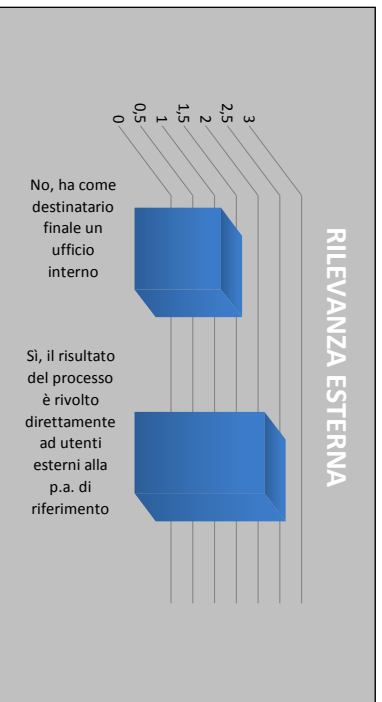 RILEVANZA ESTERNA
3
2,5
2
1,5
1
0,5
0
No, ha come
destinatario
finale un
ufficio
interno
Sì, il risultato
del processo
è rivolto
direttamente
ad utenti
esterni alla
p.a. di
riferimento